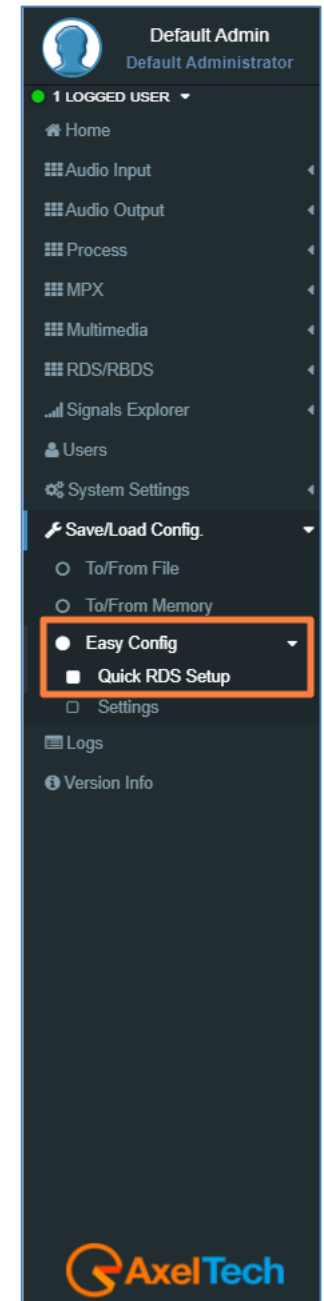 Default Admin
Default Administrator
1 LOGGED USER
Home
Audio Input
Audio Output
Process
MPX
Multimedia
RDS/RBDS
Signals Explorer
Users
System Settings
Save/Load Config.
To/From File
To/From Memory
Easy Config
Quick RDS Setup
Settings
Logs
Version Info
AxelTech